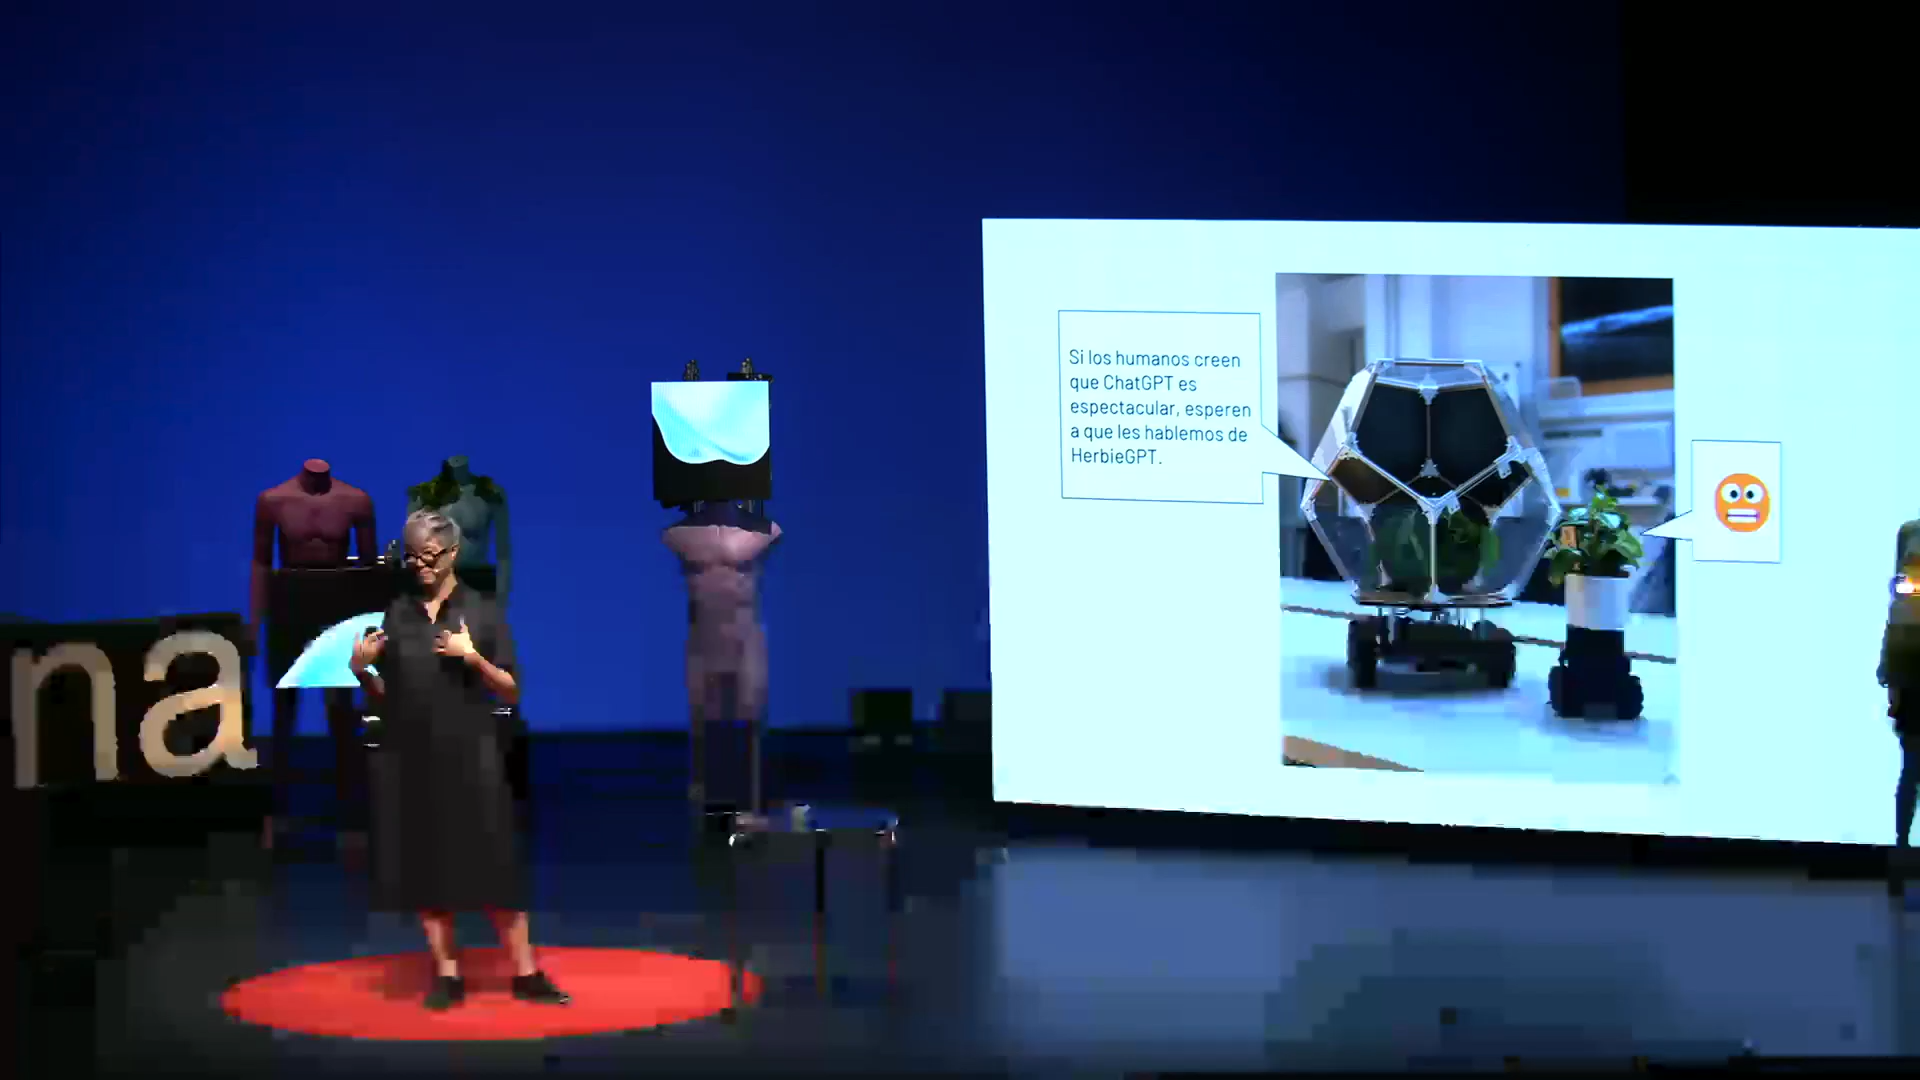 na
Si los humanos creen
que ChatGPT es
espectacular, esperen
a que les hablemos de
HerbieGPT.